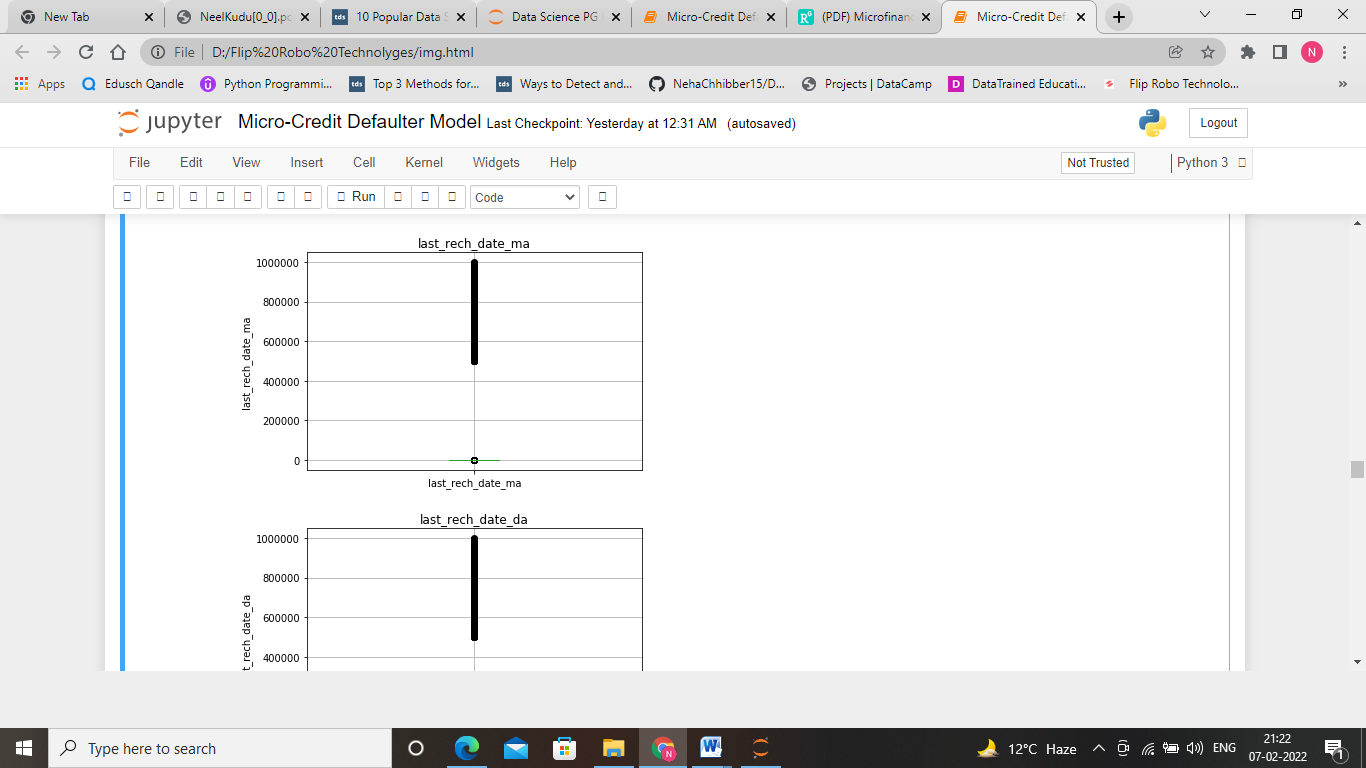 New Tab
NeelKudu[0_0].pc
10 Popular Data S
Data Science PG
Micro-Credit Def
(PDF) Microfinan
Micro-Credit Def
File D:/Flip%20Robo%20Technolyges/img.html
N
Apps
Edusch Qandle
Python Programmi...
tds
Top 3 Methods for...
tds
Ways to Detect and...
NehaChhibber15/D...
Projects | DataCamp
D
DataTrained Educati...
Flip Robo Technolo...
»
jupyter Micro-Credit Defaulter Model Last Checkpoint: Yesterday at 12:31 AM (autosaved)
Logout
File Edit View Insert Cell Kernel Widgets Help
Not Trusted
Python 3
Run
Code
last_rech_date_ma
1000000
800000
600000
400000
200000
0
last_rech_date_ma
last_rech_date_ma
last_rech_date_da
1000000
800000
600000
400000
t_rech_date_da
Type here to search
12°C Haze
ENG
21:22
07-02-2022
1